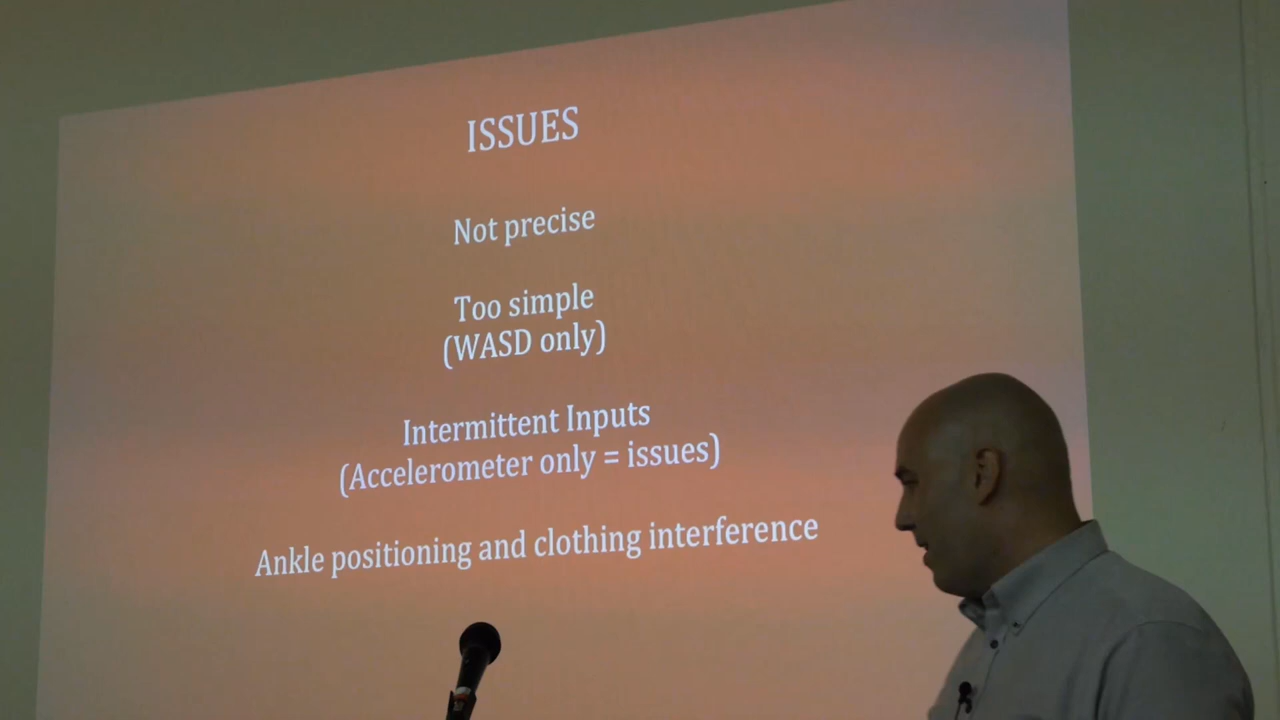 ISSUES
Not precise
Too simple
(WASD only)
Intermittent Inputs
(Accelerometer only = issues)
Ankle positioning and clothing interference